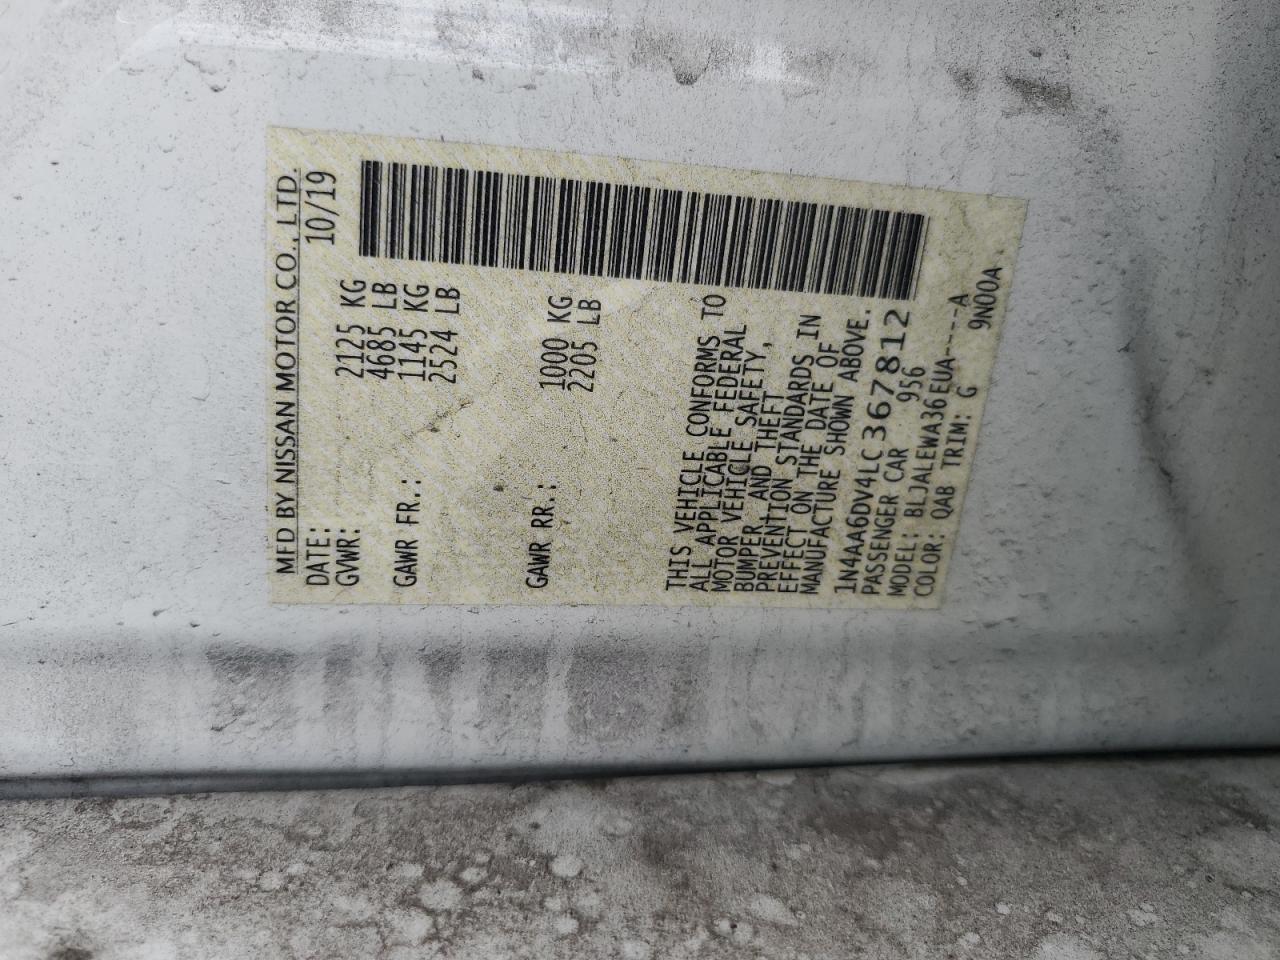 MFD BY NISSAN MOTOR CO., LTD.
DATE: 10/19
GVWR: 2125 KG
4685 LB
GAWR FR.: 1145 KG
2524 LB
GAWR RR.: 1000 KG
2205 LB
THIS VEHICLE CONFORMS TO
ALL APPLICABLE FEDERAL
MOTOR VEHICLE SAFETY,
BUMPER AND THEFT
PREVENTION STANDARDS IN
EFFECT ON THE DATE OF
MANUFACTURE SHOWN ABOVE.
1N4AA6DV4LC367812
PASSENGER CAR 956
MODEL: BLJALEWA36EUA-----A
COLOR: QAB TRIM: G 9N00A